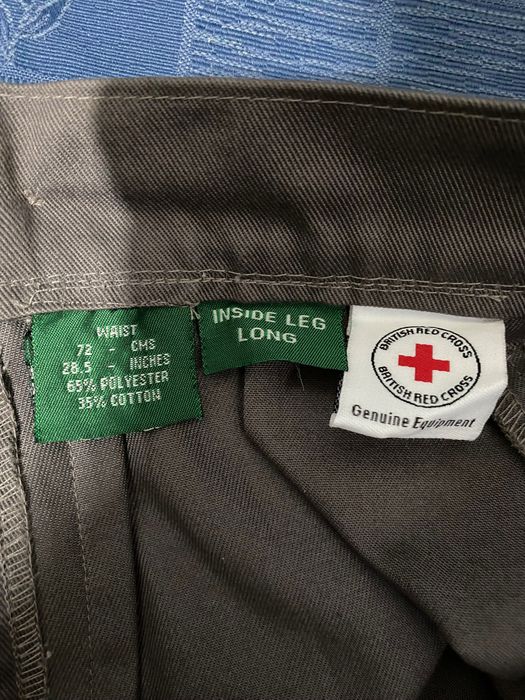 WAIST
72 - CMS
28.5 - INCHES
65% POLYESTER
35% COTTON
INSIDE LEG
LONG
BRITISH RED CROSS
BRITISH RED CROSS
Genuine Equipment